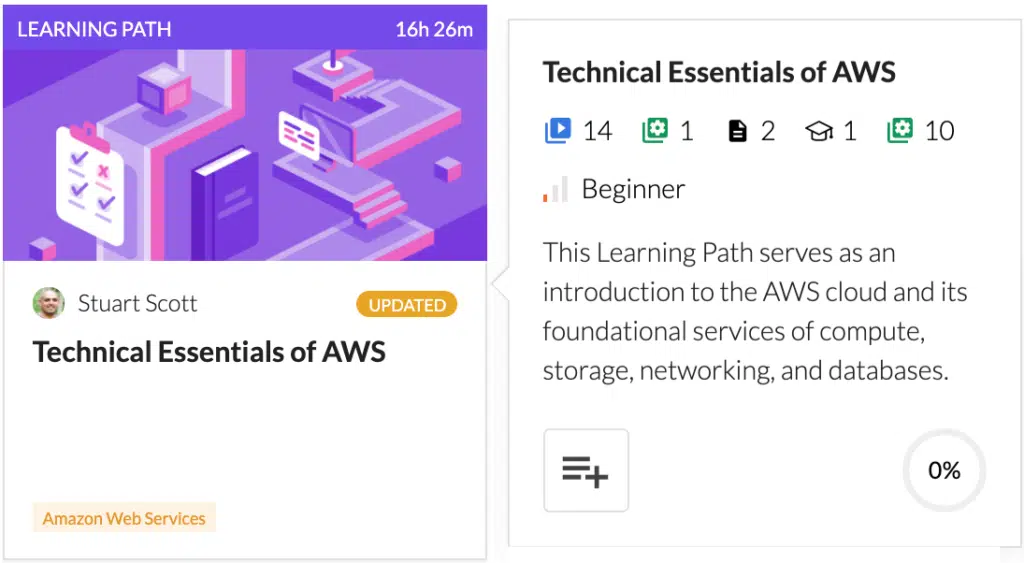 LEARNING PATH 16h 26m
Stuart Scott UPDATED
Technical Essentials of AWS
Amazon Web Services
Technical Essentials of AWS
14 1 2 1 10
Beginner
This Learning Path serves as an
introduction to the AWS cloud and its
foundational services of compute,
storage, networking, and databases.
0%